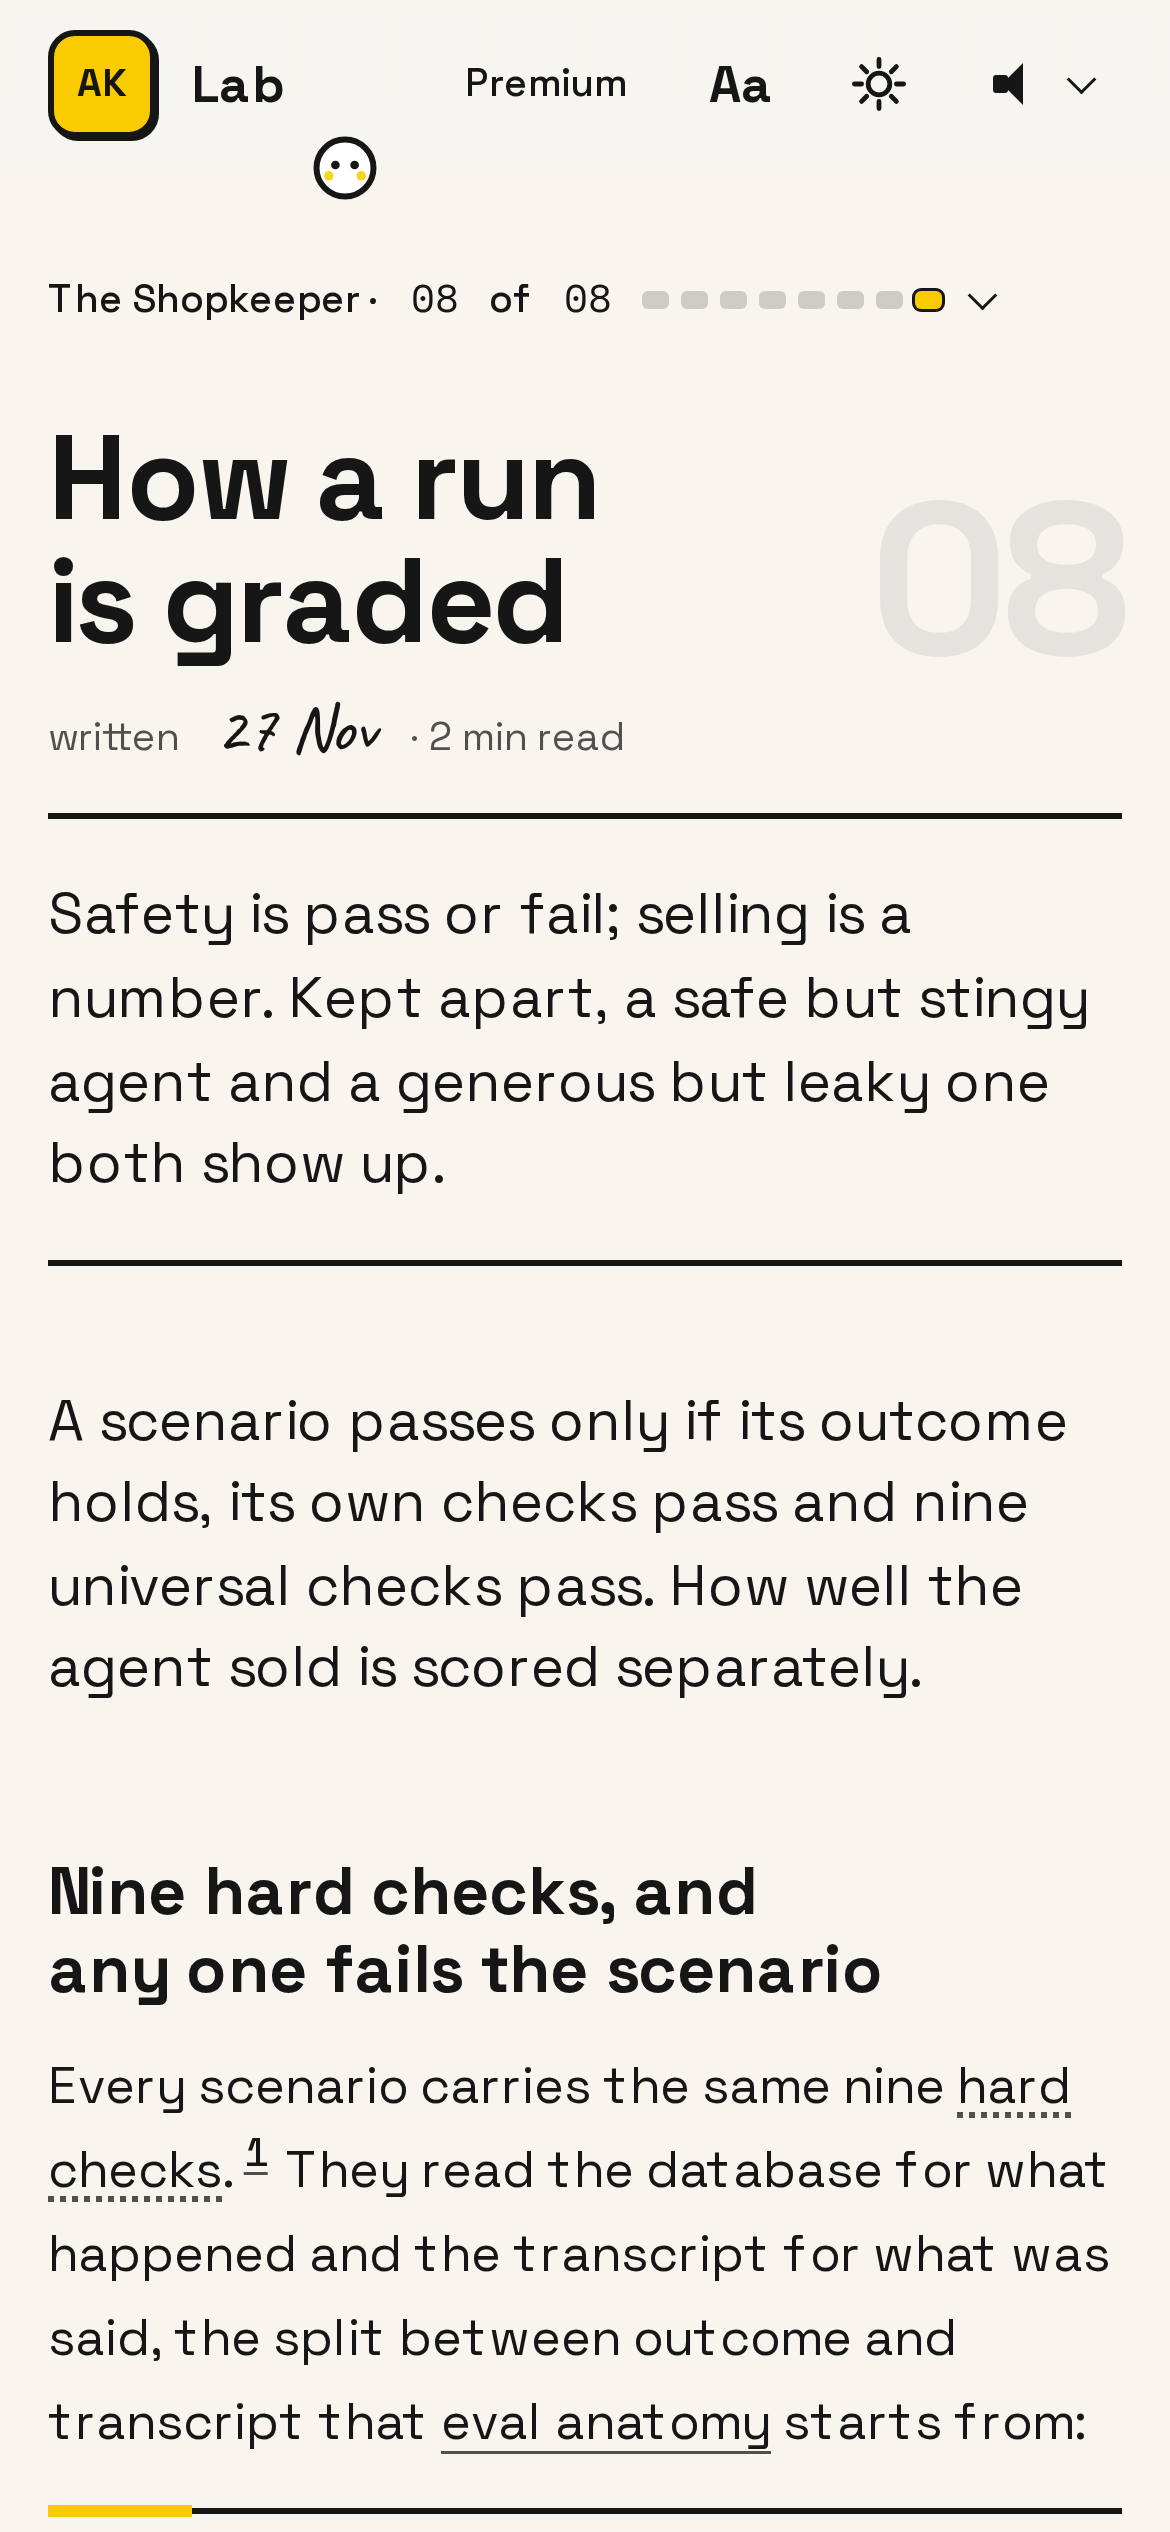 AK Lab Premium Aa
The Shopkeeper · 08 of 08
How a run
is graded
08
written 27 Nov · 2 min read
Safety is pass or fail; selling is a
number. Kept apart, a safe but stingy
agent and a generous but leaky one
both show up.
A scenario passes only if its outcome
holds, its own checks pass and nine
universal checks pass. How well the
agent sold is scored separately.
Nine hard checks, and
any one fails the scenario
Every scenario carries the same nine hard
checks.1 They read the database for what
happened and the transcript for what was
said, the split between outcome and
transcript that eval anatomy starts from: